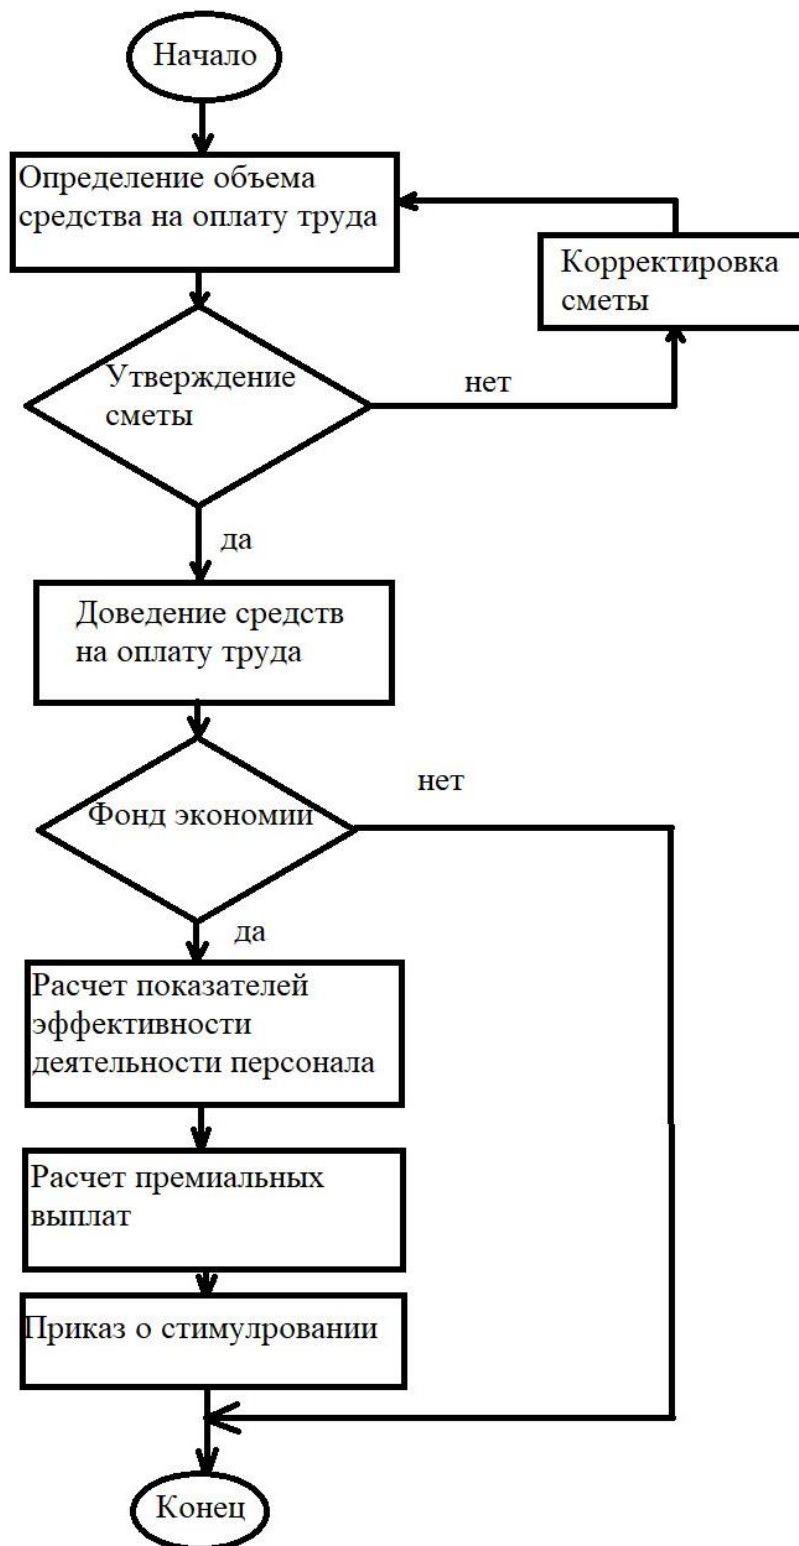 Начало
Определение объема
средства на оплату труда
Корректировка
сметы
Утверждение
сметы
нет
да
Доведение средств
на оплату труда
нет
Фонд экономии
да
Расчет показателей
эффективности
деятельности персонала
Расчет премиальных
выплат
Приказ о стимулровании
Конец